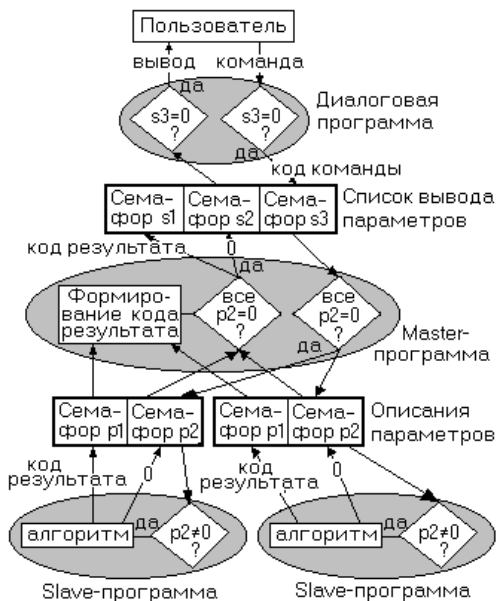 Пользователь
вывод
команда
да
s3=0
?
s3=0
?
да
Диалоговая
программа
код команды
Сема-
фор s1
Сема-
фор s2
Сема-
фор s3
Список вывода
параметров
код результата
0
да
Формиро-
вание кода
результата
все
p2=0
?
все
p2=0
?
да
Master-
программа
Сема-
фор p1
Сема-
фор p2
Сема-
фор p1
Сема-
фор p2
Описания
параметров
код
результата
0
код
результата
0
алгоритм
да
p2≠0
?
алгоритм
да
p2≠0
?
Slave-программа
Slave-программа